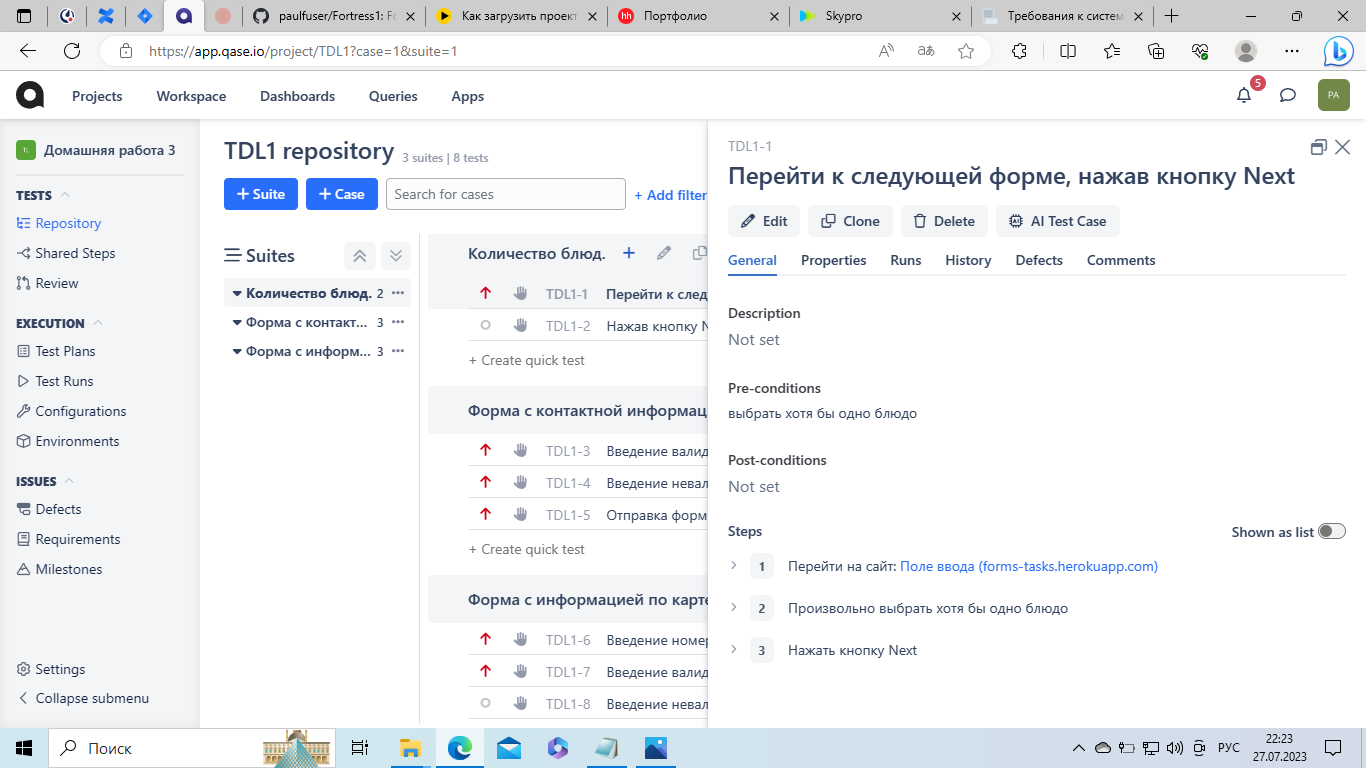 paulfuser/Fortress1: Fo
Как загрузить проект
hh Портфолио
Skypro
Требования к систем
https://app.qase.io/project/TDL1?case=1&suite=1
Projects
Workspace
Dashboards
Queries
Apps
5
PA
Домашняя работа 3
TESTS
Repository
Shared Steps
Review
EXECUTION
Test Plans
Test Runs
Configurations
Environments
ISSUES
Defects
Requirements
Milestones
Settings
Collapse submenu
TDL1 repository 3 suites | 8 tests
+ Suite
+ Case
Search for cases
+ Add filter
Suites
Количество блюд. 2
Форма с контакт... 3
Форма с информ... 3
Количество блюд.
TDL1-1 Перейти к след
TDL1-2 Нажав кнопку N
+ Create quick test
Форма с контактной информац
TDL1-3 Введение валид
TDL1-4 Введение невал
TDL1-5 Отправка форм
+ Create quick test
Форма с информацией по карте
TDL1-6 Введение номер
TDL1-7 Введение валид
TDL1-8 Введение невал
TDL1-1
Перейти к следующей форме, нажав кнопку Next
Edit
Clone
Delete
AI Test Case
General
Properties
Runs
History
Defects
Comments
Description
Not set
Pre-conditions
выбрать хотя бы одно блюдо
Post-conditions
Not set
Steps
Shown as list
1 Перейти на сайт: Поле ввода (forms-tasks.herokuapp.com)
2 Произвольно выбрать хотя бы одно блюдо
3 Нажать кнопку Next
Поиск
РУС
22:23
27.07.2023